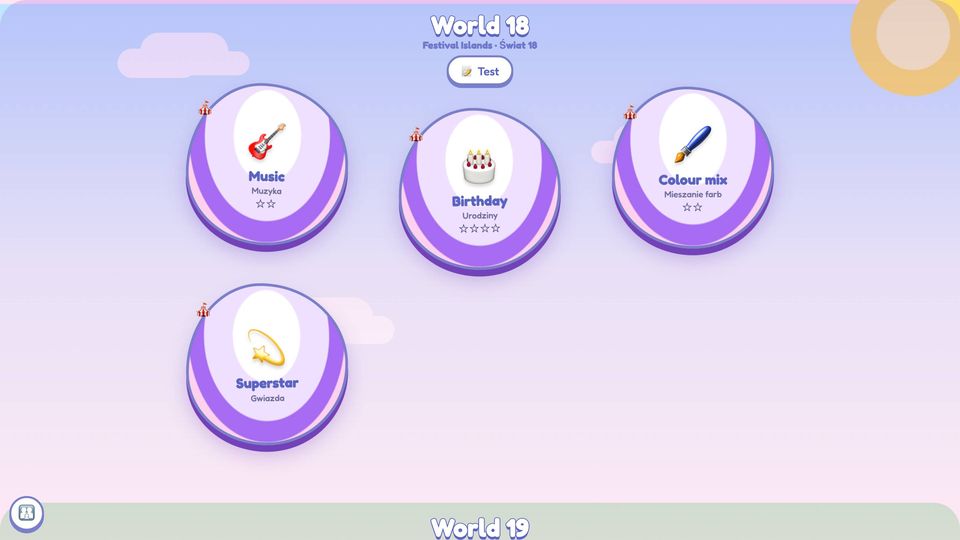 World 18
Festival Islands · Świat 18
Test
Music
Muzyka
Birthday
Urodziny
Colour mix
Mieszanie farb
Superstar
Gwiazda
World 19